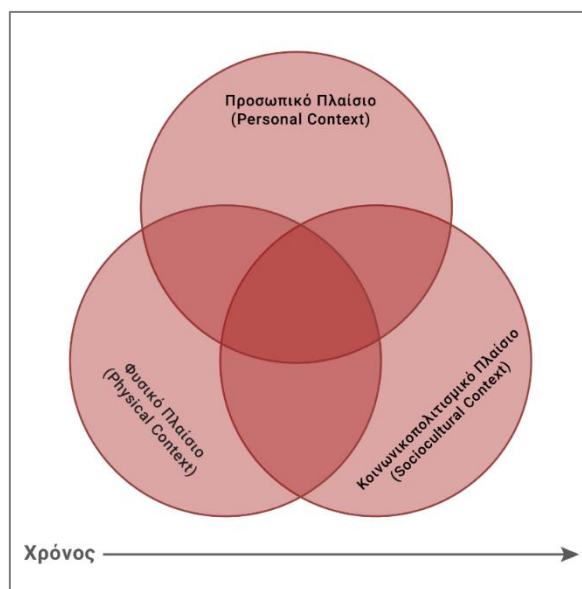 Προσωπικό Πλαίσιο
(Personal Context)
Φυσικό Πλαίσιο
(Physical Context)
Κοινωνικοπολιτισμικό Πλαίσιο
(Sociocultural Context)
Χρόνος